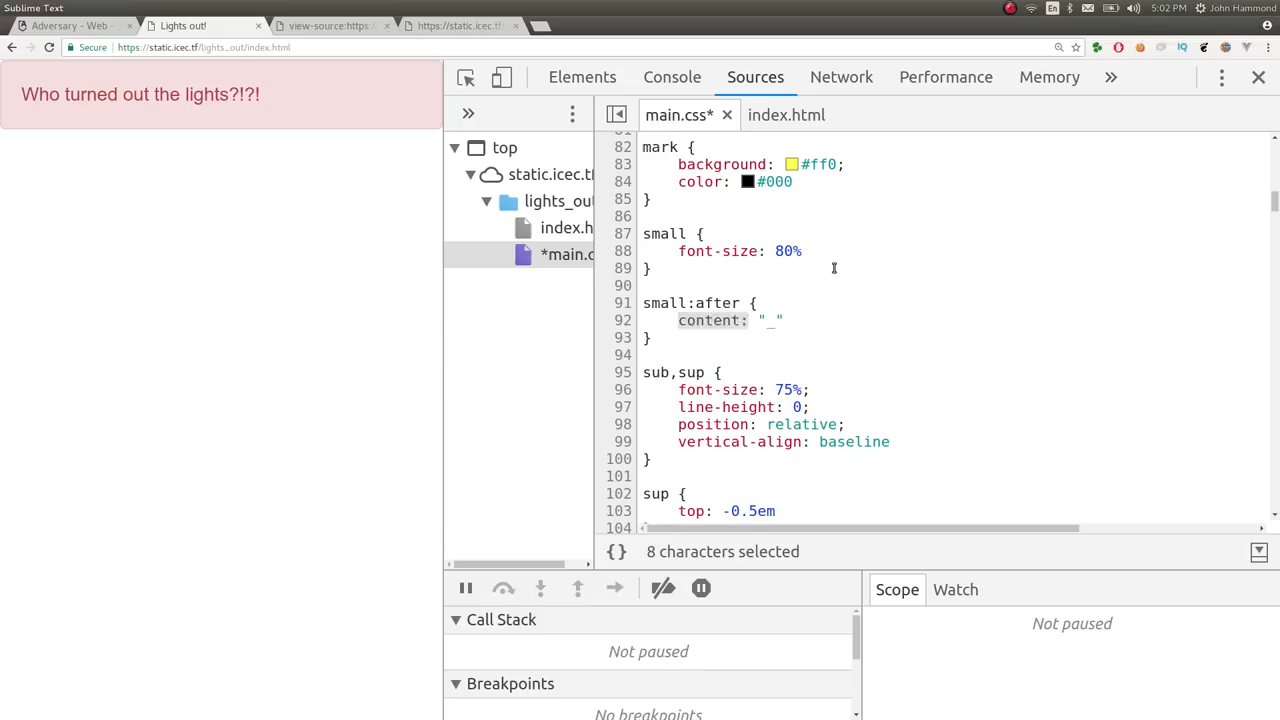 Sublime Text
En
5:02 PM
John Hammond
Adversary - Web -
Lights out!
view-source:https:/
https://static.icec.tf/
Secure
https://static.icec.tf/lights_out/index.html
Who turned out the lights?!?!
Elements
Console
Sources
Network
Performance
Memory
main.css*
index.html
top
static.icec.tf
lights_ou
index.h
*main.c
81
82 mark {
83 background: #ff0;
84 color: #000
85 }
86
87 small {
88 font-size: 80%
89 }
90
91 small:after {
92 content: "_"
93 }
94
95 sub,sup {
96 font-size: 75%;
97 line-height: 0;
98 position: relative;
99 vertical-align: baseline
100 }
101
102 sup {
103 top: -0.5em
104
{} 8 characters selected
Call Stack
Not paused
Breakpoints
No breakpoints
Scope
Watch
Not paused